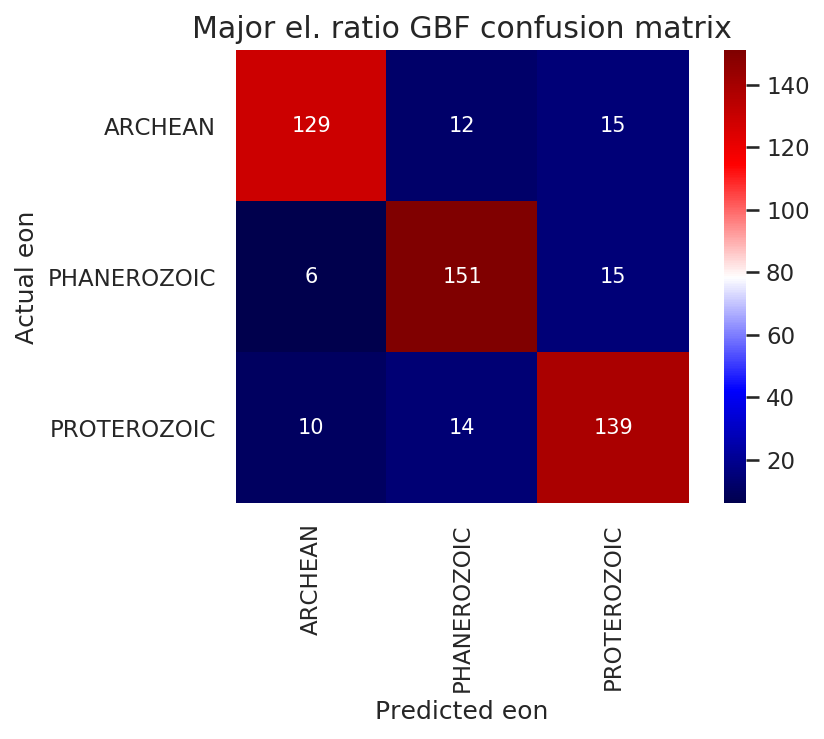 Major el. ratio GBF confusion matrix
Actual eon
ARCHEAN
129 12 15
PHANEROZOIC
6 151 15
PROTEROZOIC
10 14 139
ARCHEAN
PHANEROZOIC
PROTEROZOIC
Predicted eon
140
120
100
80
60
40
20